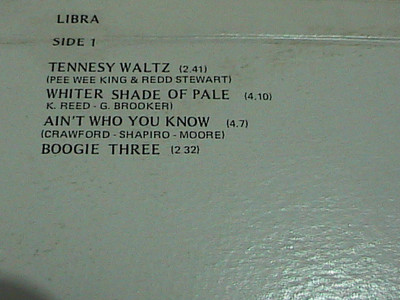 LIBRA
SIDE 1
TENNESY WALTZ (2.41)
(PEE WEE KING & REDD STEWART)
WHITER SHADE OF PALE (4.10)
K. REED - G. BROOKER)
AIN'T WHO YOU KNOW (4.7)
(CRAWFORD - SHAPIRO - MOORE)
BOOGIE THREE (2 32)